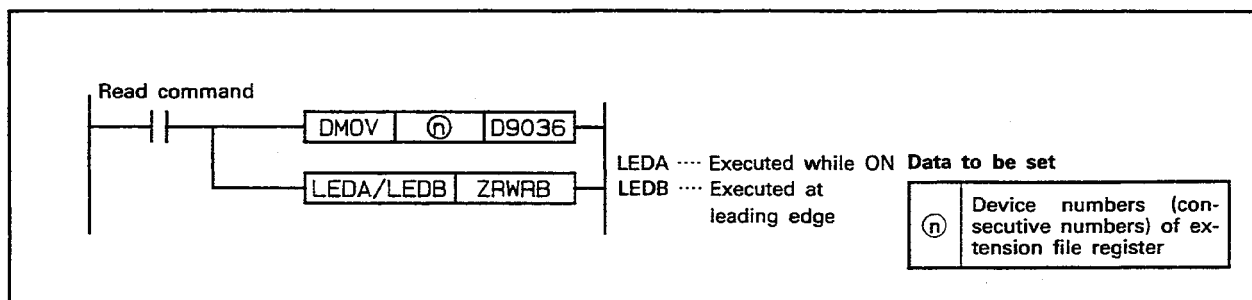 Read command
DMOV ⓝ D9036
LEDA/LEDB ZRWRB
LEDA ···· Executed while ON
LEDB ···· Executed at
leading edge
Data to be set
ⓝ Device numbers (con-
secutive numbers) of ex-
tension file register